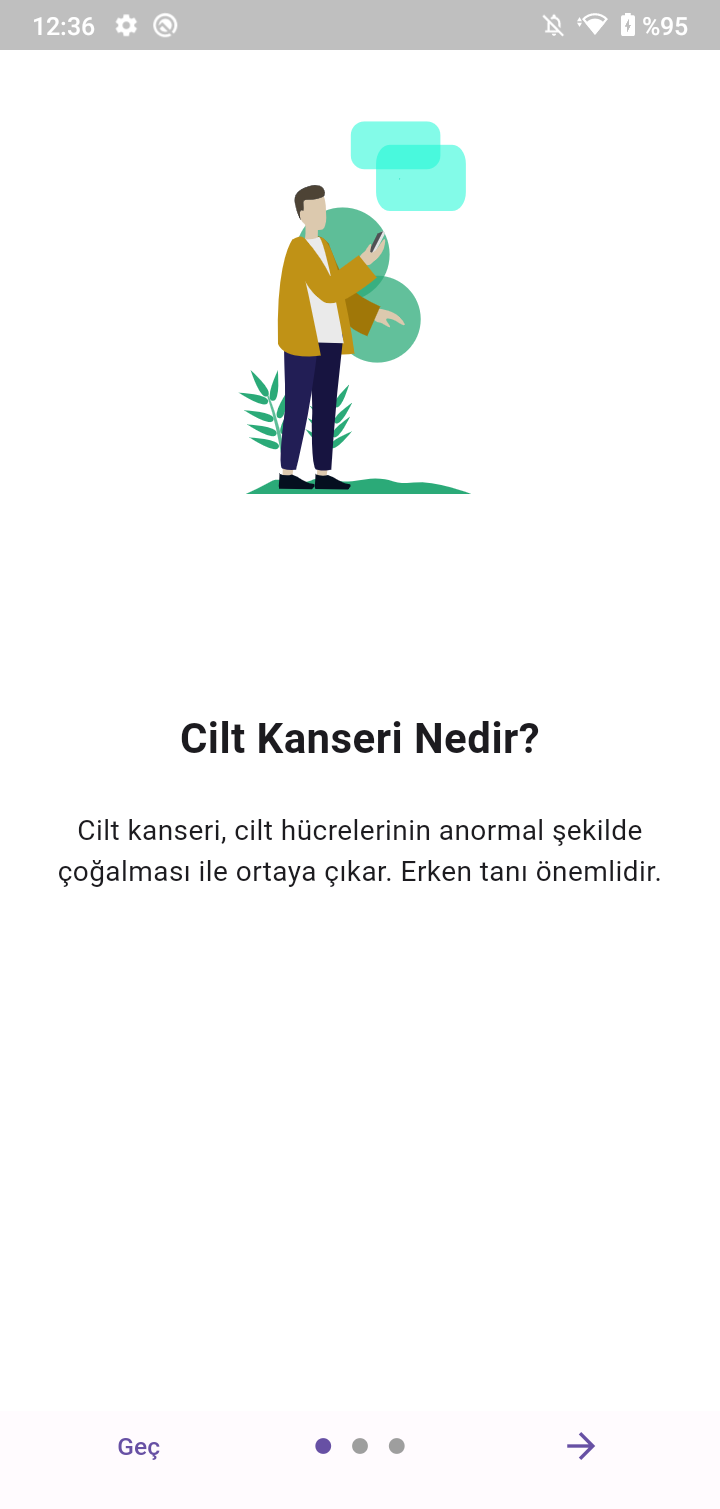 12:36 %95
Cilt Kanseri Nedir?
Cilt kanseri, cilt hücrelerinin anormal şekilde
çoğalması ile ortaya çıkar. Erken tanı önemlidir.
Geç